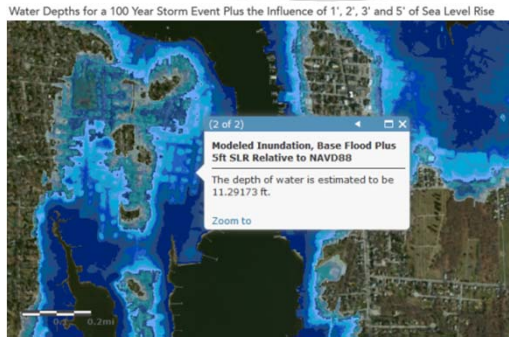 Water Depths for a 100 Year Storm Event Plus the Influence of 1', 2', 3' and 5' of Sea Level Rise
(2 of 2)
Modeled Inundation, Base Flood Plus
5ft SLR Relative to NAVD88
The depth of water is estimated to be
11.29173 ft.
Zoom to
0.2mi